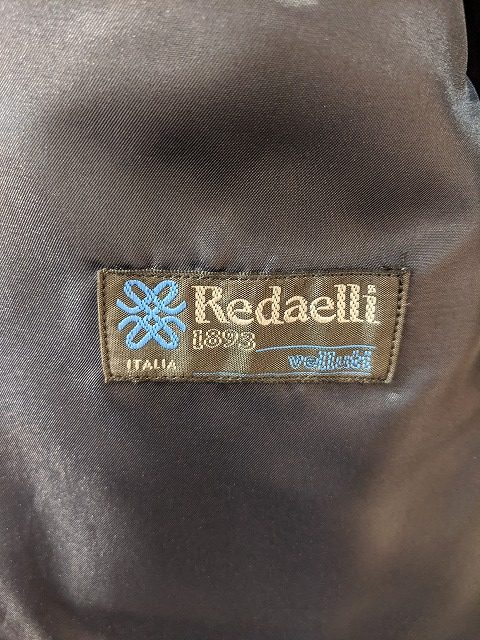 Redaelli
1893
velluti
ITALIA